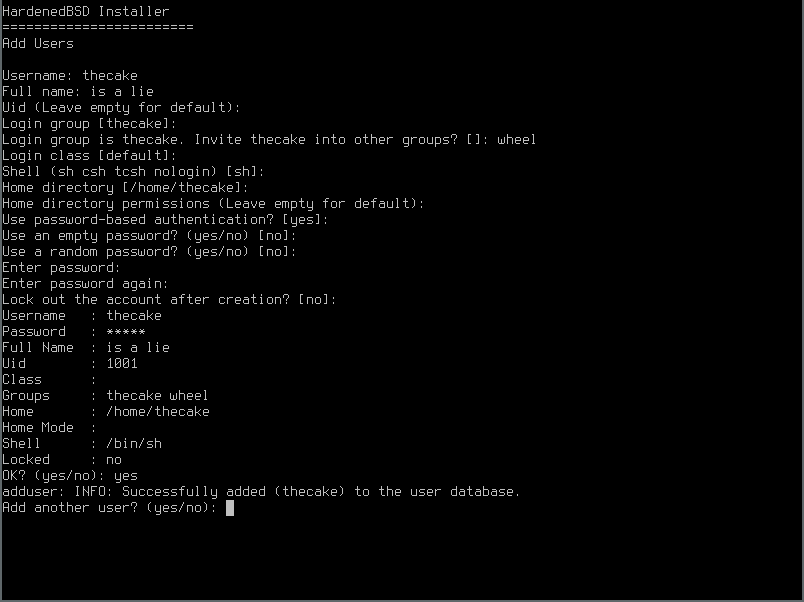 HardenedBSD Installer
========================
Add Users
Username: thecake
Full name: is a lie
Uid (Leave empty for default):
Login group [thecake]:
Login group is thecake. Invite thecake into other groups? []: wheel
Login class [default]:
Shell (sh csh tcsh nologin) [sh]:
Home directory [/home/thecake]:
Home directory permissions (Leave empty for default):
Use password-based authentication? [yes]:
Use an empty password? (yes/no) [no]:
Use a random password? (yes/no) [no]:
Enter password:
Enter password again:
Lock out the account after creation? [no]:
Username   : thecake
Password   : *****
Full Name  : is a lie
Uid        : 1001
Class      :
Groups     : thecake wheel
Home       : /home/thecake
Home Mode  :
Shell      : /bin/sh
Locked     : no
OK? (yes/no): yes
adduser: INFO: Successfully added (thecake) to the user database.
Add another user? (yes/no):